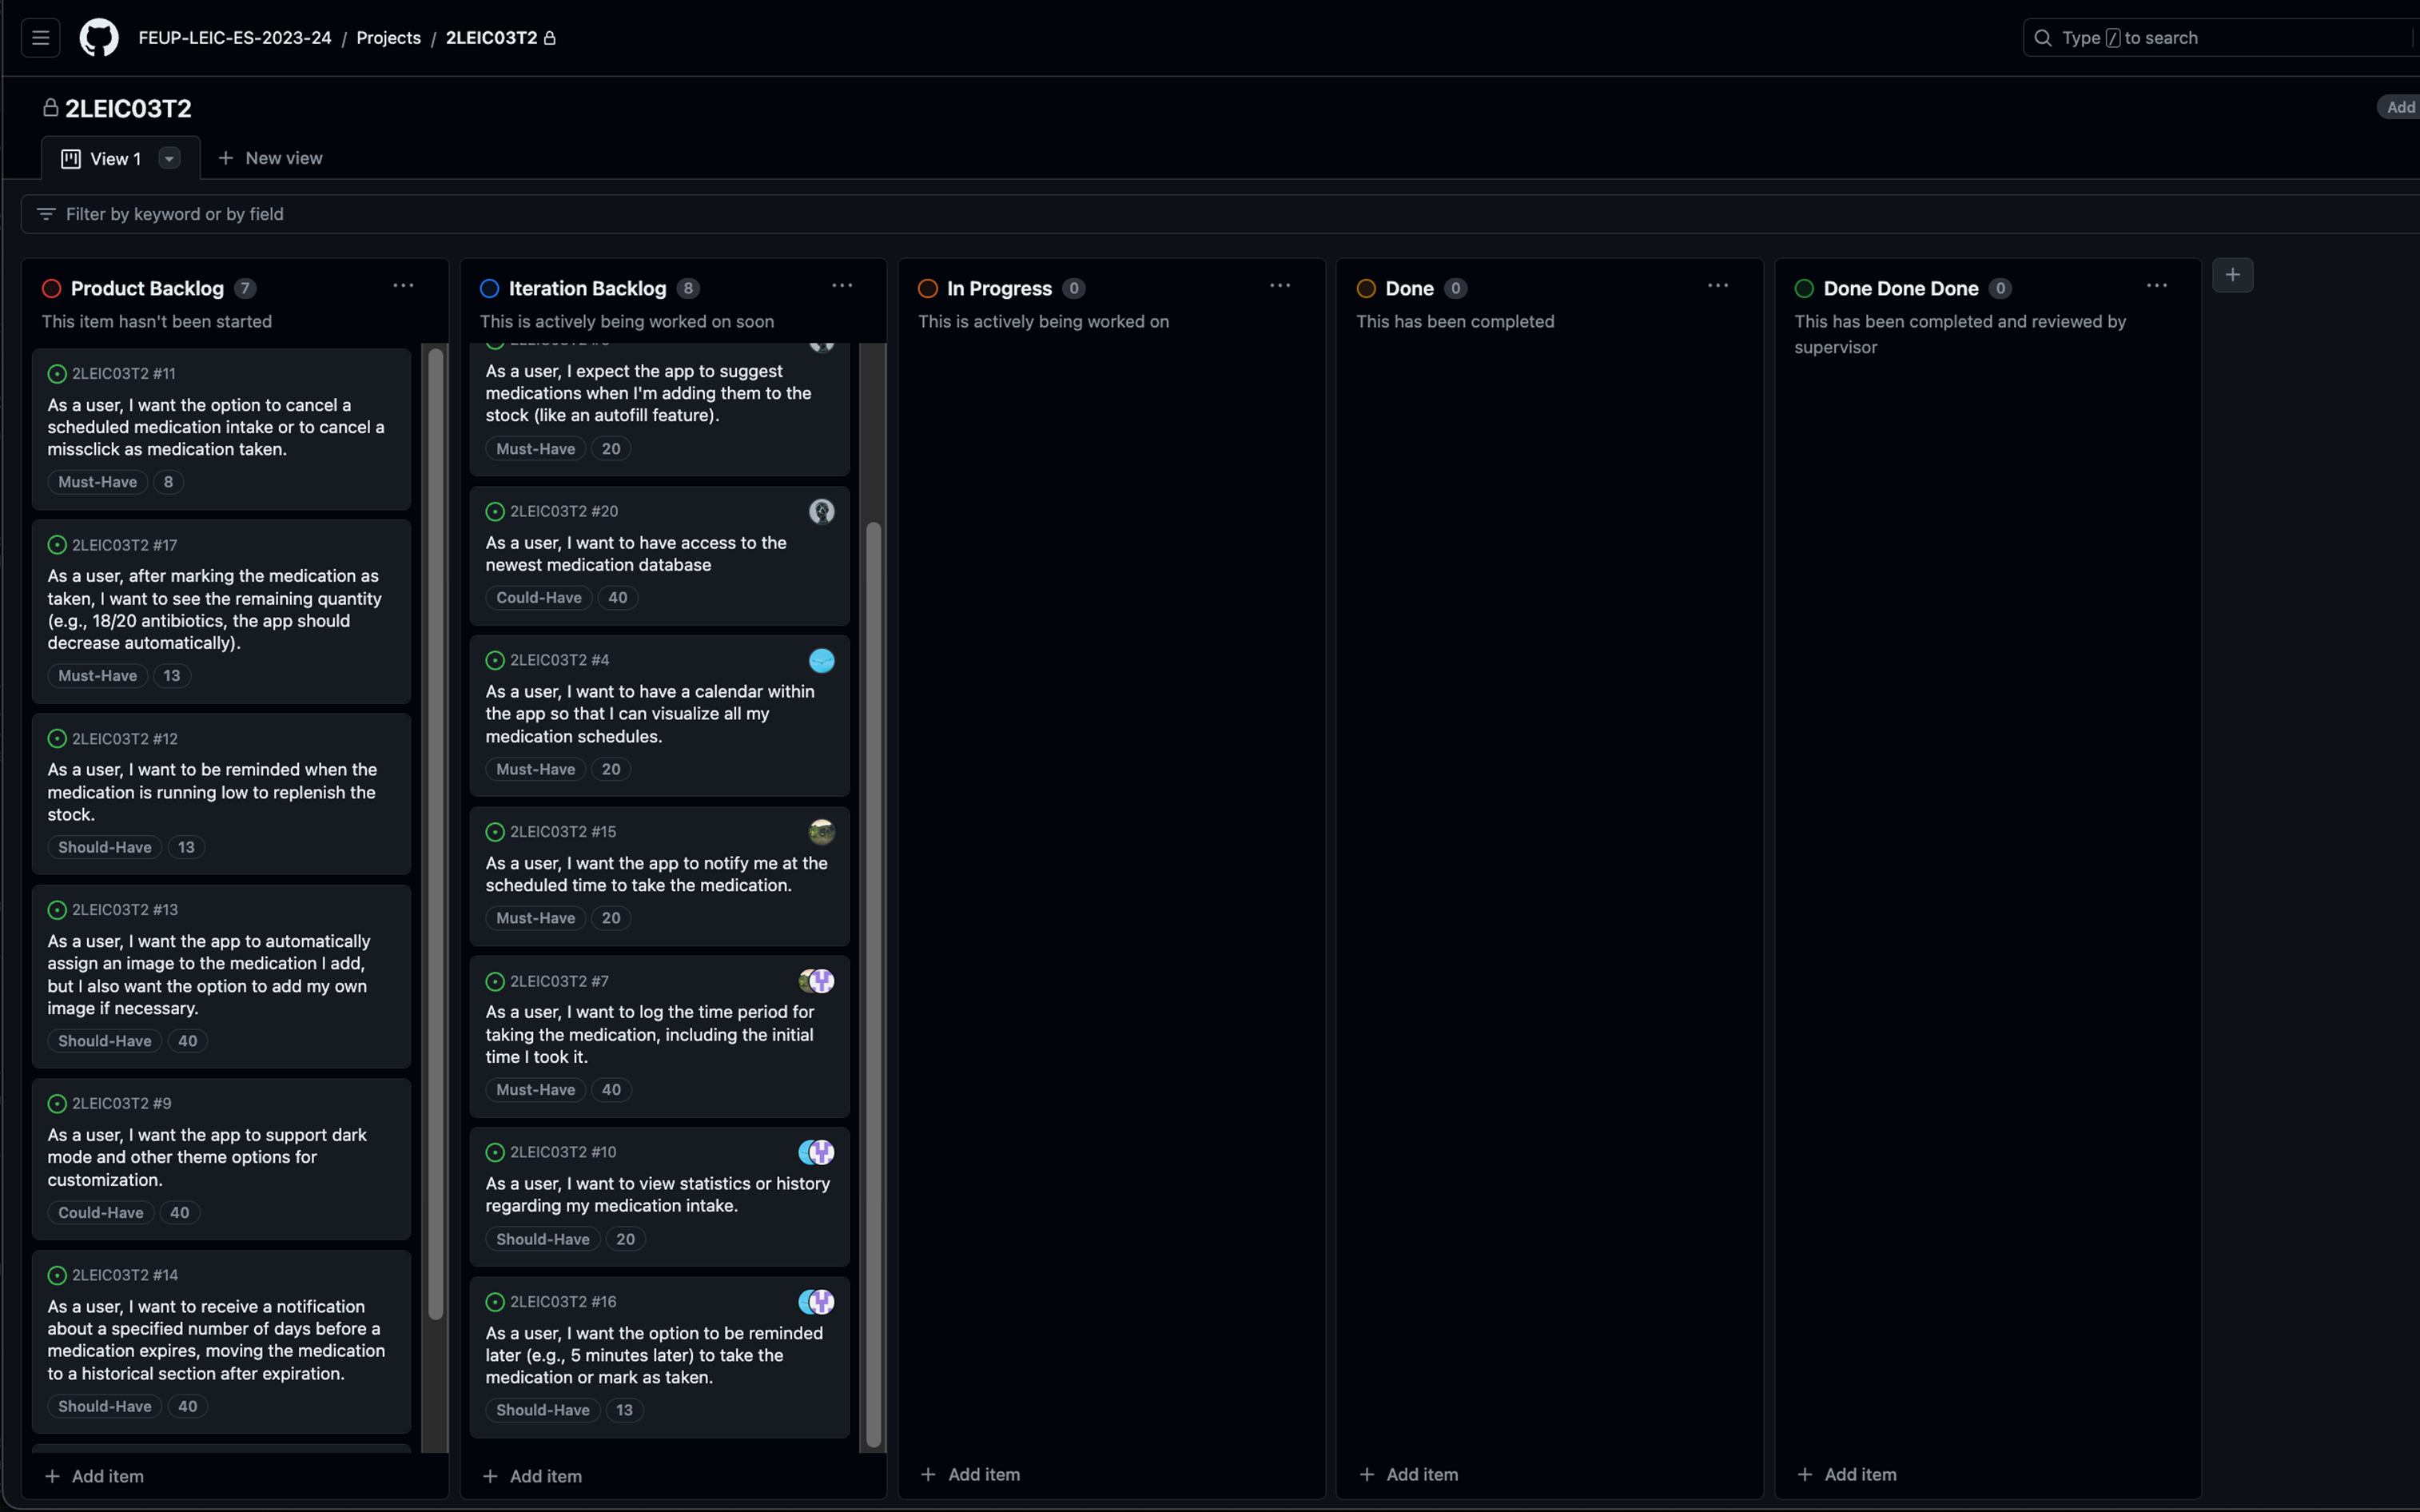 FEUP-LEIC-ES-2023-24 / Projects / 2LEIC03T2
Type / to search
2LEIC03T2
Add
View 1
New view
Filter by keyword or by field
Product Backlog 7
This item hasn't been started
2LEIC03T2 #11
As a user, I want the option to cancel a
scheduled medication intake or to cancel a
missclick as medication taken.
Must-Have 8
2LEIC03T2 #17
As a user, after marking the medication as
taken, I want to see the remaining quantity
(e.g., 18/20 antibiotics, the app should
decrease automatically).
Must-Have 13
2LEIC03T2 #12
As a user, I want to be reminded when the
medication is running low to replenish the
stock.
Should-Have 13
2LEIC03T2 #13
As a user, I want the app to automatically
assign an image to the medication I add,
but I also want the option to add my own
image if necessary.
Should-Have 40
2LEIC03T2 #9
As a user, I want the app to support dark
mode and other theme options for
customization.
Could-Have 40
2LEIC03T2 #14
As a user, I want to receive a notification
about a specified number of days before a
medication expires, moving the medication
to a historical section after expiration.
Should-Have 40
Add item
Iteration Backlog 8
This is actively being worked on soon
As a user, I expect the app to suggest
medications when I'm adding them to the
stock (like an autofill feature).
Must-Have 20
2LEIC03T2 #20
As a user, I want to have access to the
newest medication database
Could-Have 40
2LEIC03T2 #4
As a user, I want to have a calendar within
the app so that I can visualize all my
medication schedules.
Must-Have 20
2LEIC03T2 #15
As a user, I want the app to notify me at the
scheduled time to take the medication.
Must-Have 20
2LEIC03T2 #7
As a user, I want to log the time period for
taking the medication, including the initial
time I took it.
Must-Have 40
2LEIC03T2 #10
As a user, I want to view statistics or history
regarding my medication intake.
Should-Have 20
2LEIC03T2 #16
As a user, I want the option to be reminded
later (e.g., 5 minutes later) to take the
medication or mark as taken.
Should-Have 13
Add item
In Progress 0
This is actively being worked on
Add item
Done 0
This has been completed
Add item
Done Done Done 0
This has been completed and reviewed by
supervisor
Add item